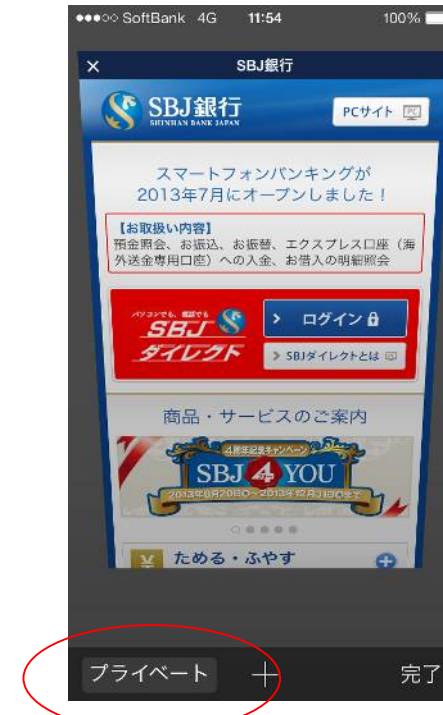 SoftBank 4G 11:54 100%
× SBJ銀行
SBJ銀行 PCサイト PC
SHINHAN BANK JAPAN
スマートフォンバンキングが
2013年7月にオープンしました！
【お取扱い内容】
預金照会、お振込、お振替、エクスプレス口座（海
外送金専用口座）への入金、お借入の明細照会
パソコンでも、電話でも
SBJ
ダイレクト
ログイン
SBJダイレクトとは
商品・サービスのご案内
4周年記念キャンペーン
SBJ 4 YOU
2013年8月29日〜2013年12月31日まで
¥ ためる・ふやす
プライベート 完了